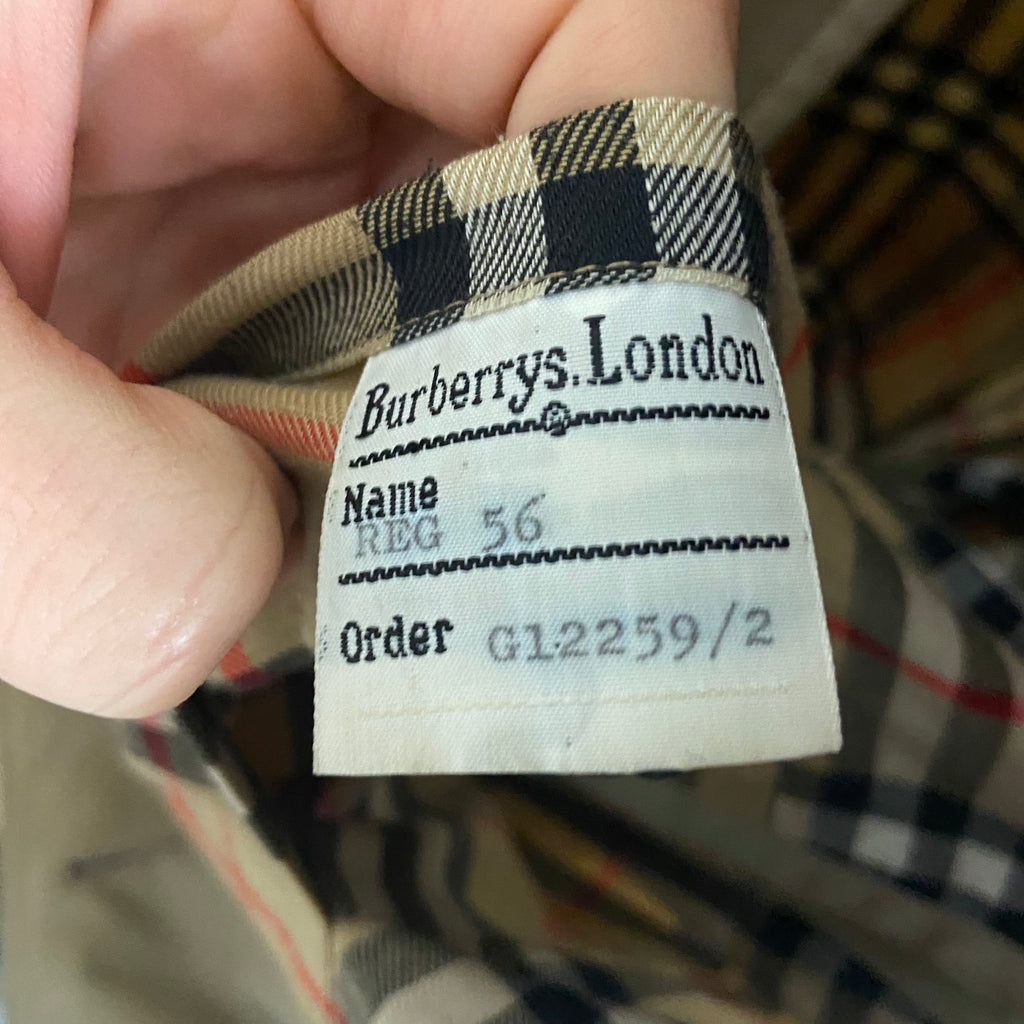 Burberrys. London
Name
REG 56
Order G12259/2